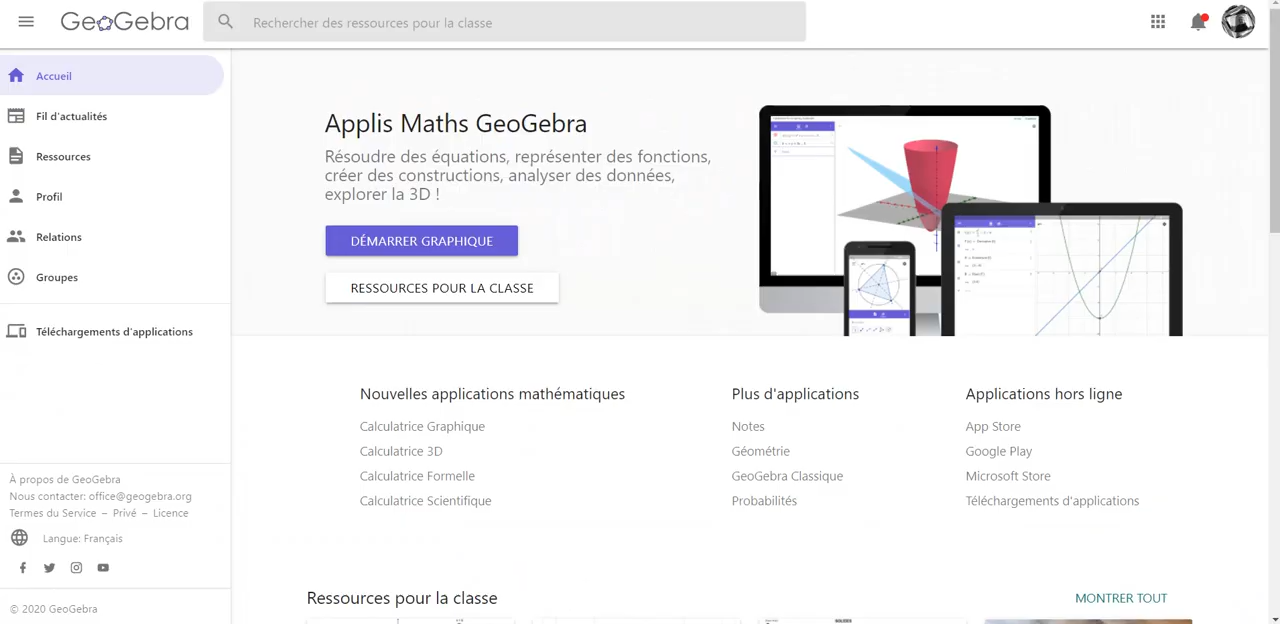 GeoGebra
Rechercher des ressources pour la classe
Accueil
Fil d'actualités
Ressources
Profil
Relations
Groupes
Téléchargements d'applications
À propos de GeoGebra
Nous contacter: office@geogebra.org
Termes du Service – Privé – Licence
Langue: Français
© 2020 GeoGebra
Applis Maths GeoGebra
Résoudre des équations, représenter des fonctions,
créer des constructions, analyser des données,
explorer la 3D !
DÉMARRER GRAPHIQUE
RESSOURCES POUR LA CLASSE
Nouvelles applications mathématiques
Calculatrice Graphique
Calculatrice 3D
Calculatrice Formelle
Calculatrice Scientifique
Plus d'applications
Notes
Géométrie
GeoGebra Classique
Probabilités
Applications hors ligne
App Store
Google Play
Microsoft Store
Téléchargements d'applications
Ressources pour la classe
MONTRER TOUT